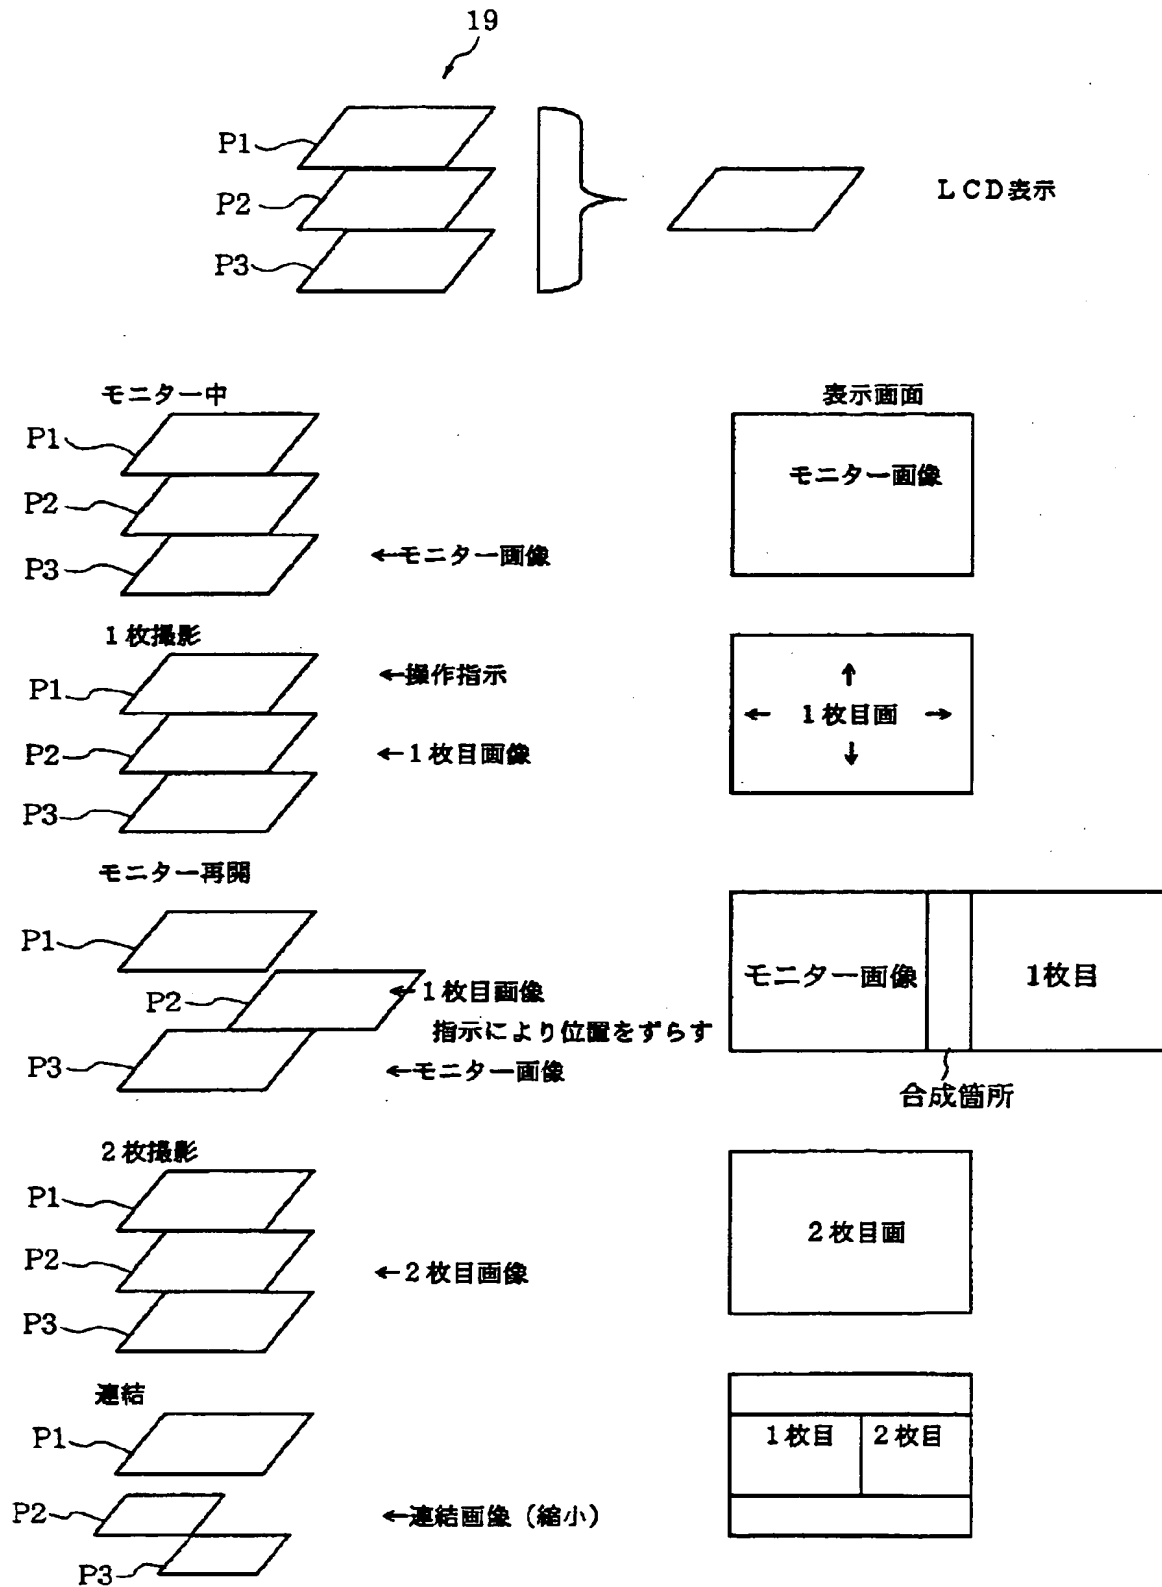 19
P1
P2
P3
ＬＣＤ表示
モニター中
表示画面
P1
P2
P3
←モニター画像
モニター画像
1枚撮影
P1
P2
P3
←操作指示
←1枚目画像
↑
← 1枚目画 →
↓
モニター再開
P1
P2
P3
←1枚目画像
指示により位置をずらす
←モニター画像
モニター画像
1枚目
合成箇所
2枚撮影
P1
P2
P3
←2枚目画像
2枚目画
連結
P1
P2
P3
←連結画像（縮小）
1枚目
2枚目